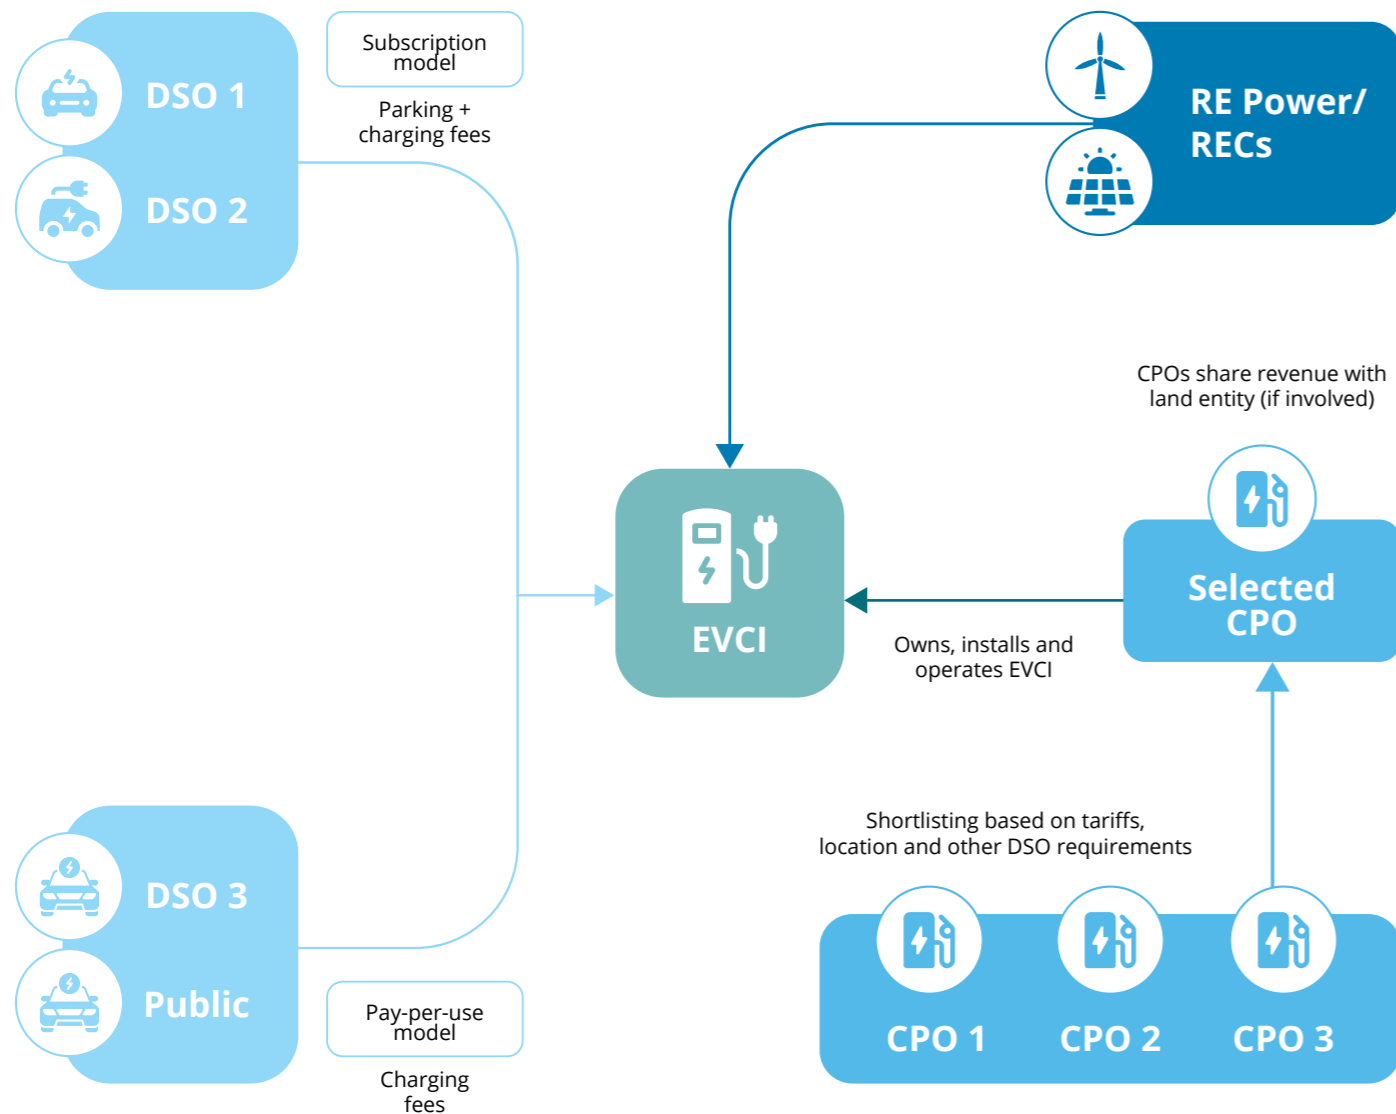 DSO 1
DSO 2
Subscription
model
Parking +
charging fees
RE Power/
RECs
CPOs share revenue with
land entity (if involved)
Selected
CPO
EVCI
Owns, installs and
operates EVCI
Shortlisting based on tariffs,
location and other DSO requirements
CPO 1
CPO 2
CPO 3
DSO 3
Public
Pay-per-use
model
Charging
fees